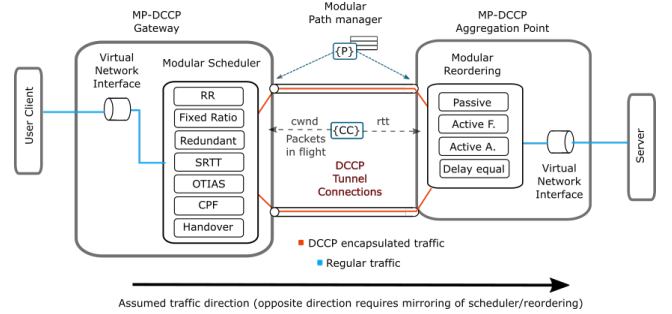 MP-DCCP
Gateway
Modular
Path manager
MP-DCCP
Aggregation Point
{P}
User Client
Virtual
Network
Interface
Modular Scheduler
RR
Fixed Ratio
Redundant
SRTT
OTIAS
CPF
Handover
cwnd
{CC}
rtt
Packets
in flight
DCCP
Tunnel
Connections
Modular
Reordering
Passive
Active F.
Active A.
Delay equal
Virtual
Network
Interface
Server
DCCP encapsulated traffic
Regular traffic
Assumed traffic direction (opposite direction requires mirroring of scheduler/reordering)